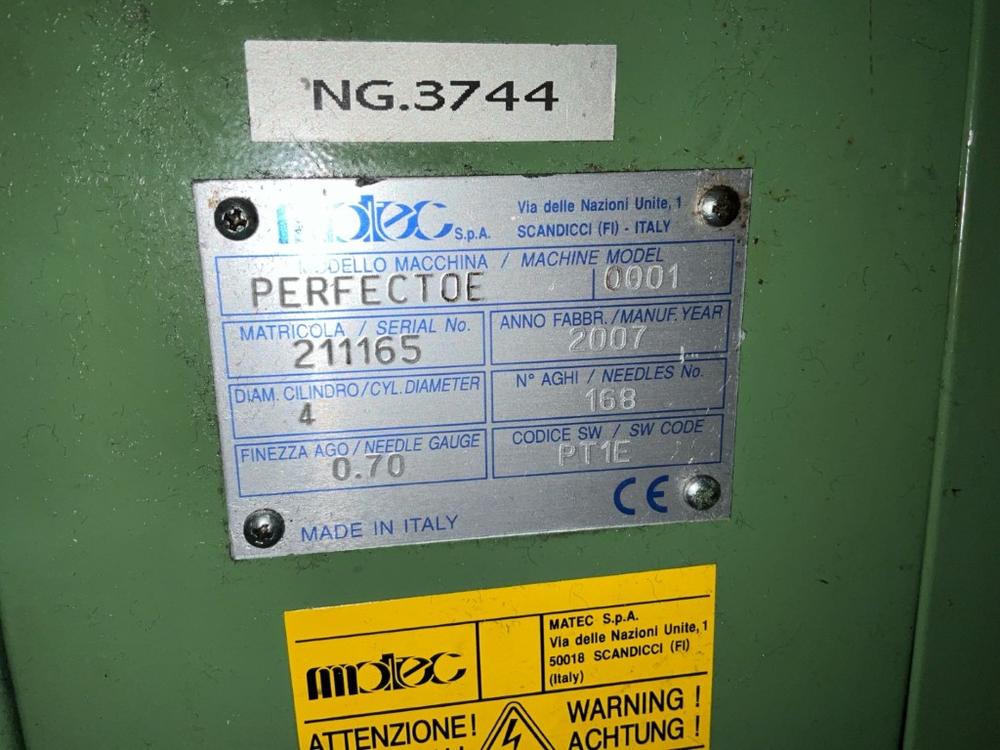 NG.3744
matec S.p.A.
Via delle Nazioni Unite, 1
SCANDICCI (FI) - ITALY
MODELLO MACCHINA / MACHINE MODEL
PERFECTOE 0001
MATRICOLA / SERIAL No.
211165
ANNO FABBR./MANUF. YEAR
2007
DIAM. CILINDRO/CYL. DIAMETER
4
N° AGHI / NEEDLES No.
168
FINEZZA AGO / NEEDLE GAUGE
0.70
CODICE SW / SW CODE
PT1E
MADE IN ITALY
CE
matec
MATEC S.p.A.
Via delle Nazioni Unite, 1
50018 SCANDICCI (FI)
(Italy)
ATTENZIONE!
WARNING !
ACHTUNG !